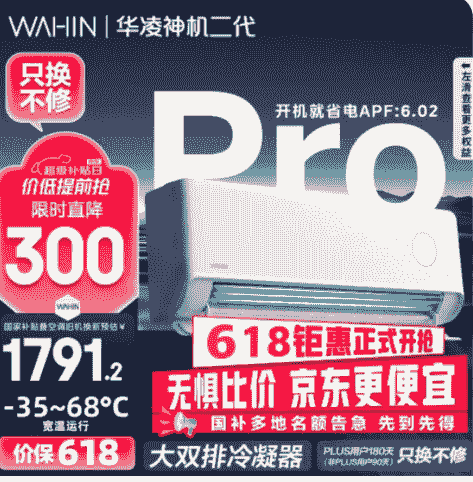 WAHIN 华凌神机二代
只换
不修
Pro
开机就省电APF:6.02
左滑查看更多权益
超级补贴日
价低提前抢
限时直降
300
WAHIN
国家补贴叠空调旧机换新预估¥
1791.2
-35~68℃
宽温运行
价保618
618钜惠正式开抢
无惧比价 京东更便宜
国补多地名额告急 先到先得
大双排冷凝器
PLUS用户180天
(非PLUS用户90天)
只换不修